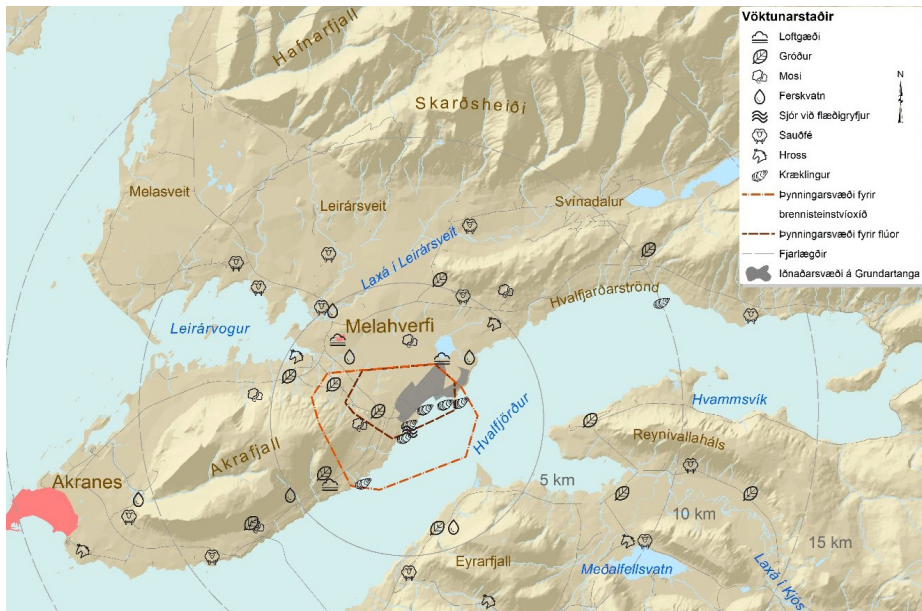 Hafnarfjall
Skarðsheiði
Melasveit
Leirársveit
Svínadalur
Laxá í Leirársveit
Hvalfjarðarströnd
Leirárvogur
Melahverfi
Hvammsvík
Hvalfjörður
Reynivallaháls
Akrafjall
Akranes
5 km
10 km
15 km
Eyrarfjall
Meðalfellsvatn
Laxá í Kjós
Vöktunarstaðir
Loftgæði
Gróður
Mosi
Ferskvatn
Sjór við flæðigryfjur
Sauðfé
Hross
Kræklingur
Þynningarsvæði fyrir
brennisteinstvíoxíð
Þynningarsvæði fyrir flúor
Fjarlægðir
Iðnaðarsvæði á Grundartanga
N